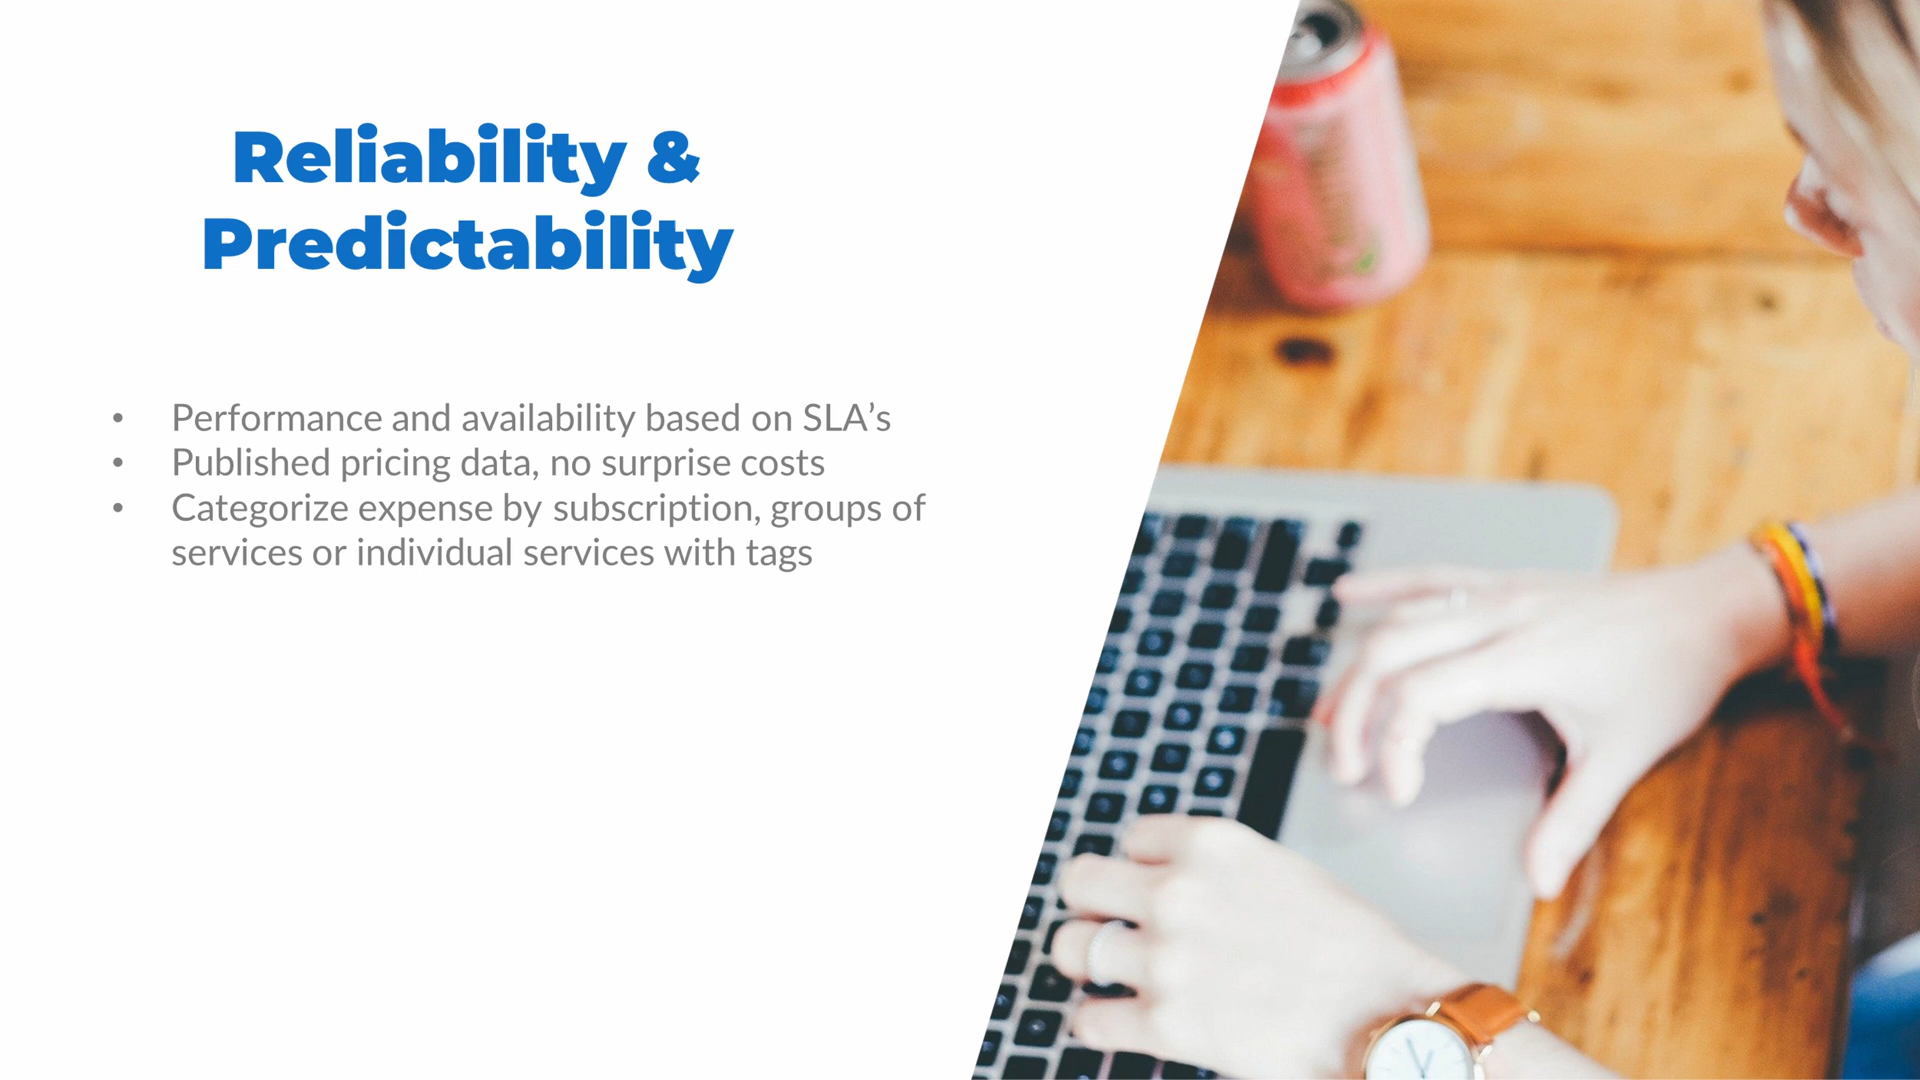 Reliability &
Predictability
• Performance and availability based on SLA’s
• Published pricing data, no surprise costs
• Categorize expense by subscription, groups of
services or individual services with tags